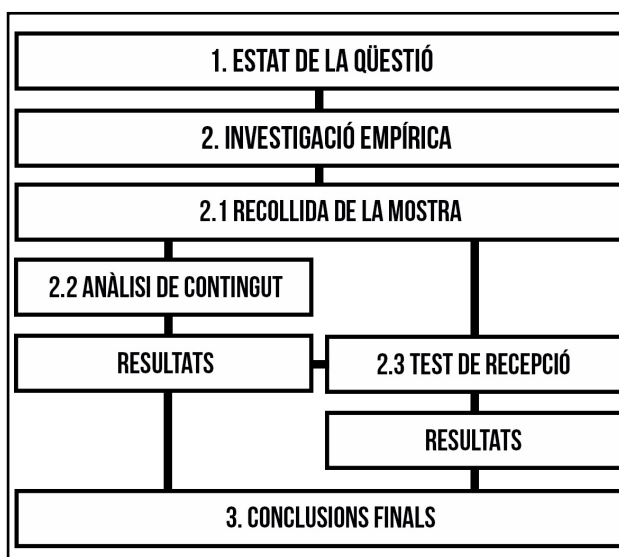 1. ESTAT DE LA QÜESTIÓ
2. INVESTIGACIÓ EMPÍRICA
2.1 RECOLLIDA DE LA MOSTRA
2.2 ANÀLISI DE CONTINGUT
RESULTATS
2.3 TEST DE RECEPCIÓ
RESULTATS
3. CONCLUSIONS FINALS